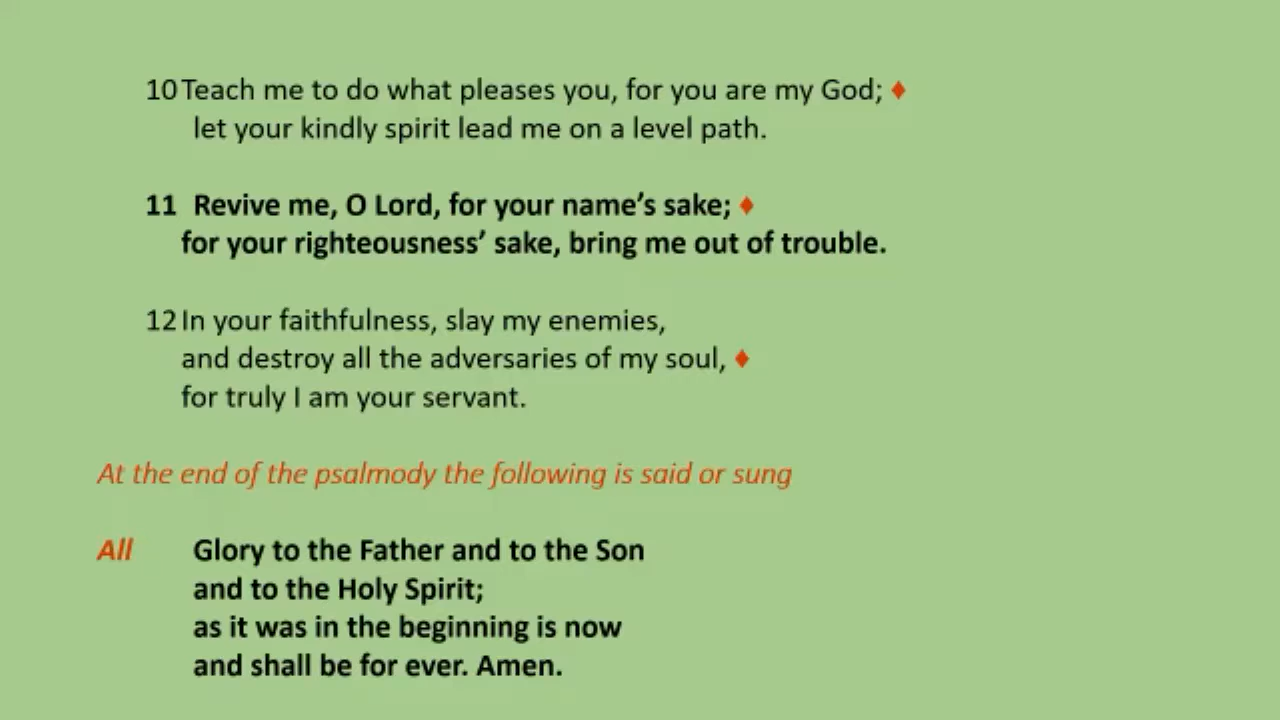 10 Teach me to do what pleases you, for you are my God; ♦
let your kindly spirit lead me on a level path.
11 Revive me, O Lord, for your name’s sake; ♦
for your righteousness’ sake, bring me out of trouble.
12 In your faithfulness, slay my enemies,
and destroy all the adversaries of my soul, ♦
for truly I am your servant.
At the end of the psalmody the following is said or sung
All Glory to the Father and to the Son
and to the Holy Spirit;
as it was in the beginning is now
and shall be for ever. Amen.